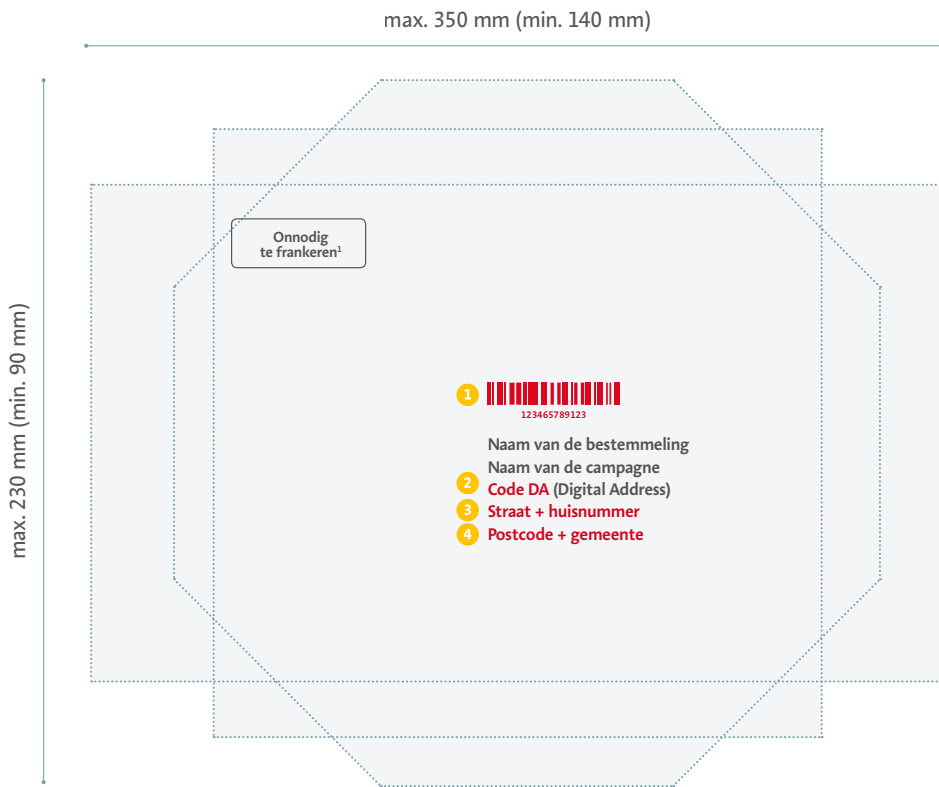 max. 350 mm (min. 140 mm)
max. 230 mm (min. 90 mm)
Onnodig
te frankeren¹
1
123465789123
Naam van de bestemmeling
Naam van de campagne
2 Code DA (Digital Address)
3 Straat + huisnummer
4 Postcode + gemeente